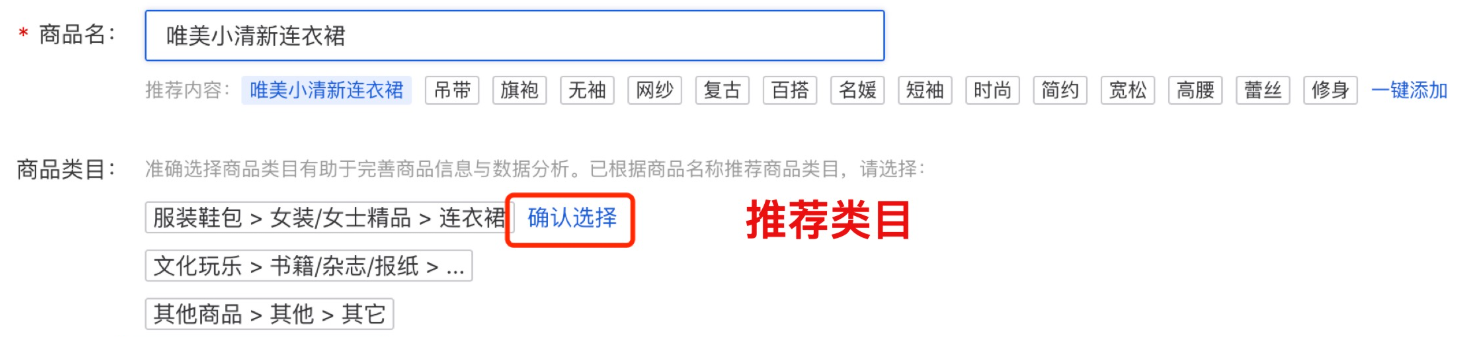 * 商品名： 唯美小清新连衣裙
推荐内容： 唯美小清新连衣裙 吊带 旗袍 无袖 网纱 复古 百搭 名媛 短袖 时尚 简约 宽松 高腰 蕾丝 修身 一键添加
商品类目： 准确选择商品类目有助于完善商品信息与数据分析。已根据商品名称推荐商品类目，请选择：
服装鞋包 > 女装/女士精品 > 连衣裙 确认选择 推荐类目
文化玩乐 > 书籍/杂志/报纸 > ...
其他商品 > 其他 > 其它